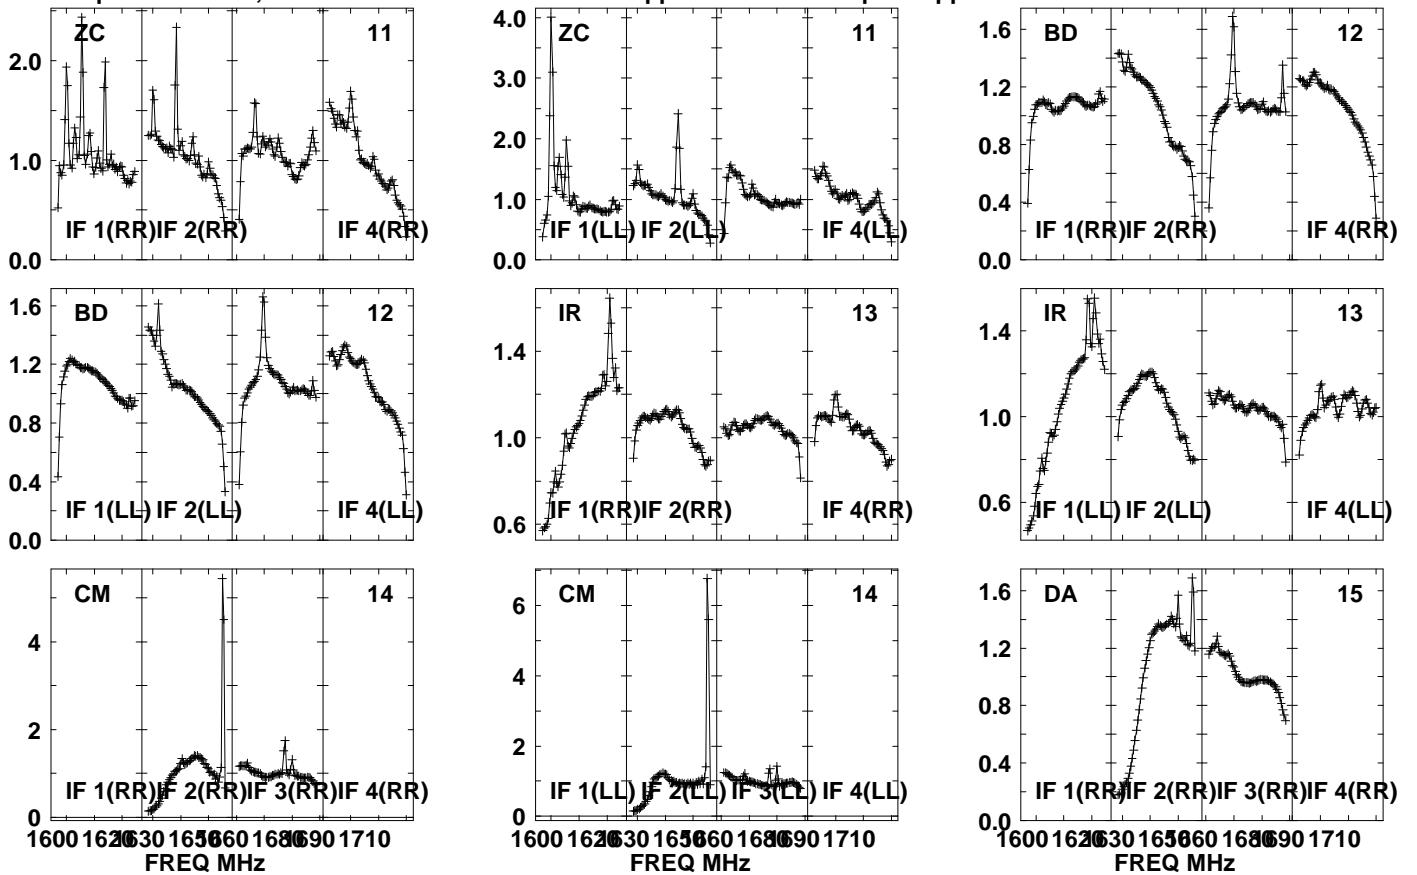 ZC 11
2.0
1.0
0.0
IF 1(RR) IF 2(RR) IF 4(RR)
ZC 11
4.0
3.0
2.0
1.0
0.0
IF 1(LL) IF 2(LL) IF 4(LL)
BD 12
1.6
1.2
0.8
0.4
0.0
IF 1(RR) IF 2(RR) IF 4(RR)
BD 12
1.6
1.2
0.8
0.4
0.0
IF 1(LL) IF 2(LL) IF 4(LL)
IR 13
1.4
1.0
0.6
IF 1(RR) IF 2(RR) IF 4(RR)
IR 13
1.4
1.0
0.6
IF 1(LL) IF 2(LL) IF 4(LL)
CM 14
4
2
0
IF 1(RR) IF 2(RR) IF 3(RR) IF 4(RR)
1600 1620 1630 1650 1660 1680 1690 1710
FREQ MHz
CM 14
6
4
2
0
IF 1(LL) IF 2(LL) IF 3(LL) IF 4(LL)
1600 1620 1630 1650 1660 1680 1690 1710
FREQ MHz
DA 15
1.6
1.2
0.8
0.4
0.0
IF 1(RR) IF 2(RR) IF 3(RR) IF 4(RR)
1600 1620 1630 1650 1660 1680 1690 1710
FREQ MHz